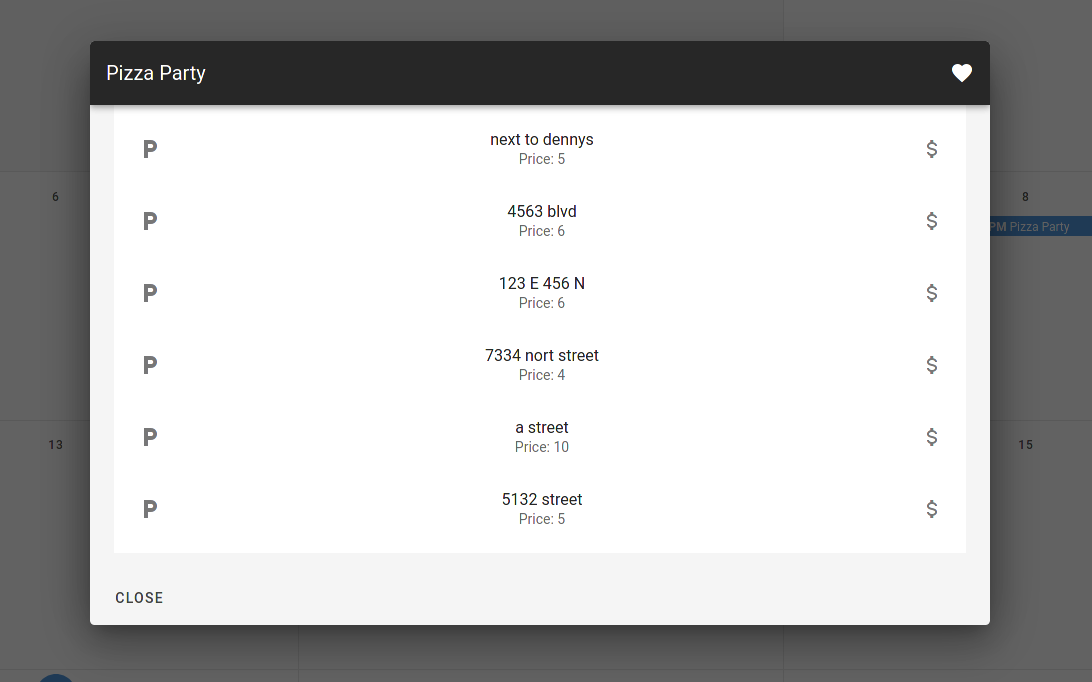 Pizza Party
P
next to dennys
Price: 5
$
P
4563 blvd
Price: 6
$
6
8
PM Pizza Party
P
123 E 456 N
Price: 6
$
P
7334 nort street
Price: 4
$
P
a street
Price: 10
$
13
15
P
5132 street
Price: 5
$
CLOSE